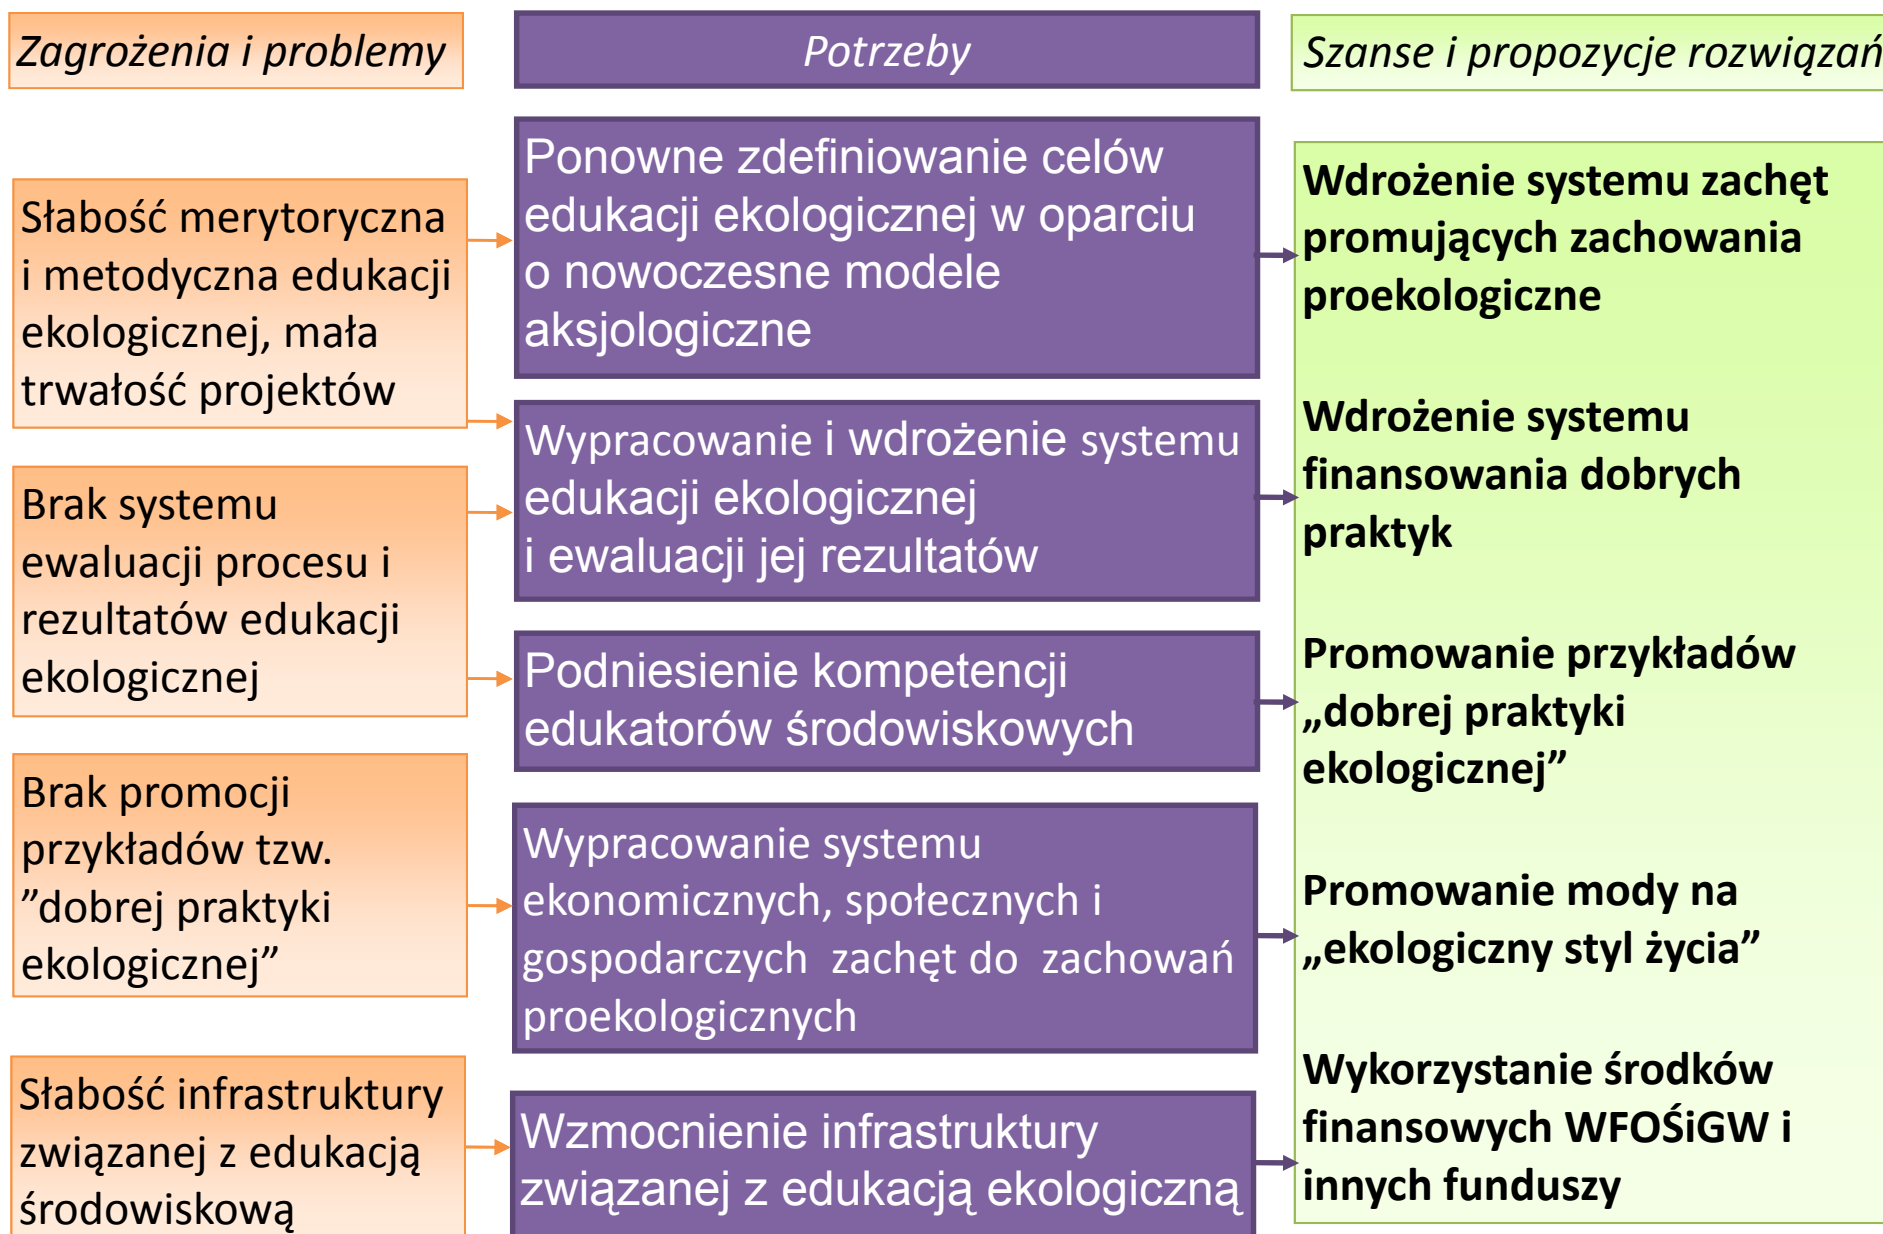 Zagrożenia i problemy
Potrzeby
Szanse i propozycje rozwiązań
Słabość merytoryczna
i metodyczna edukacji
ekologicznej, mała
trwałość projektów
Brak systemu
ewaluacji procesu i
rezultatów edukacji
ekologicznej
Brak promocji
przykładów tzw.
”dobrej praktyki
ekologicznej”
Słabość infrastruktury
związanej z edukacją
środowiskową
Ponowne zdefiniowanie celów
edukacji ekologicznej w oparciu
o nowoczesne modele
aksjologiczne
Wypracowanie i wdrożenie systemu
edukacji ekologicznej
i ewaluacji jej rezultatów
Podniesienie kompetencji
edukatorów środowiskowych
Wypracowanie systemu
ekonomicznych, społecznych i
gospodarczych  zachęt do  zachowań
proekologicznych
Wzmocnienie infrastruktury
związanej z edukacją ekologiczną
Wdrożenie systemu zachęt
promujących zachowania
proekologiczne
Wdrożenie systemu
finansowania dobrych
praktyk
Promowanie przykładów
„dobrej praktyki
ekologicznej”
Promowanie mody na
„ekologiczny styl życia”
Wykorzystanie środków
finansowych WFOŚiGW i
innych funduszy